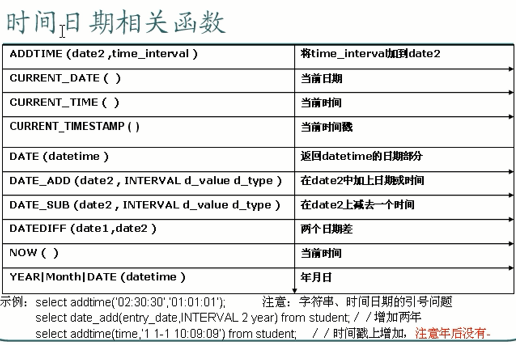 时间日期相关函数
ADDTIME (date2 ,time_interval ) 将time_interva加到date2
CURRENT_DATE ( ) 当前日期
CURRENT_TIME ( ) 当前时间
CURRENT_TIMESTAMP ( ) 当前时间戳
DATE (datetime ) 返回datetime的日期部分
DATE_ADD (date2 , INTERVAL d_value d_type ) 在date2中加上日期或时间
DATE_SUB (date2 , INTERVAL d_value d_type ) 在date2上减去一个时间
DATEDIFF (date1 ,date2 ) 两个日期差
NOW ( ) 当前时间
YEAR|Month|DATE (datetime ) 年月日
示例: select addtime('02:30:30','01:01:01'); 注意:字符串、时间日期的引号问题
select date_add(entry_date,INTERVAL 2 year) from student; //增加两年
select addtime(time,'1 1-1 10:09:09') from student; //时间戳上增加,注意年后没有-